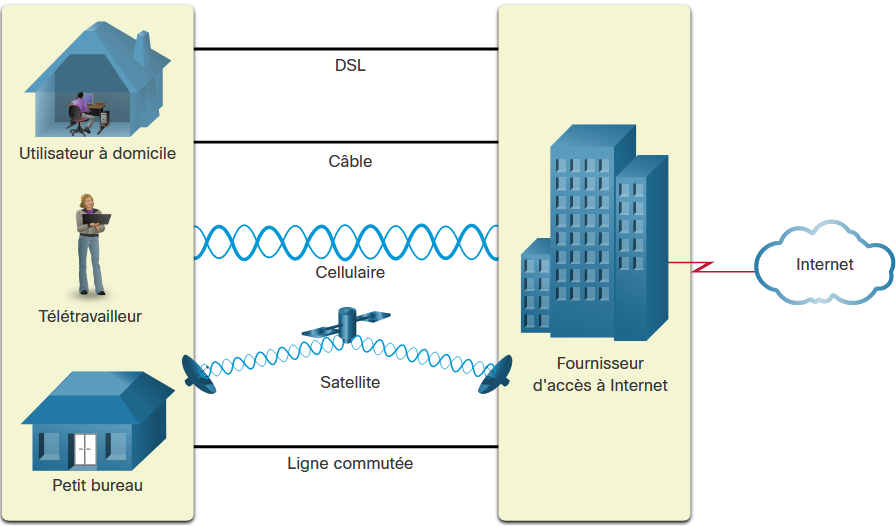 DSL
Utilisateur à domicile
Câble
Cellulaire
Internet
Télétravailleur
Satellite
Fournisseur
d'accès à Internet
Ligne commutée
Petit bureau